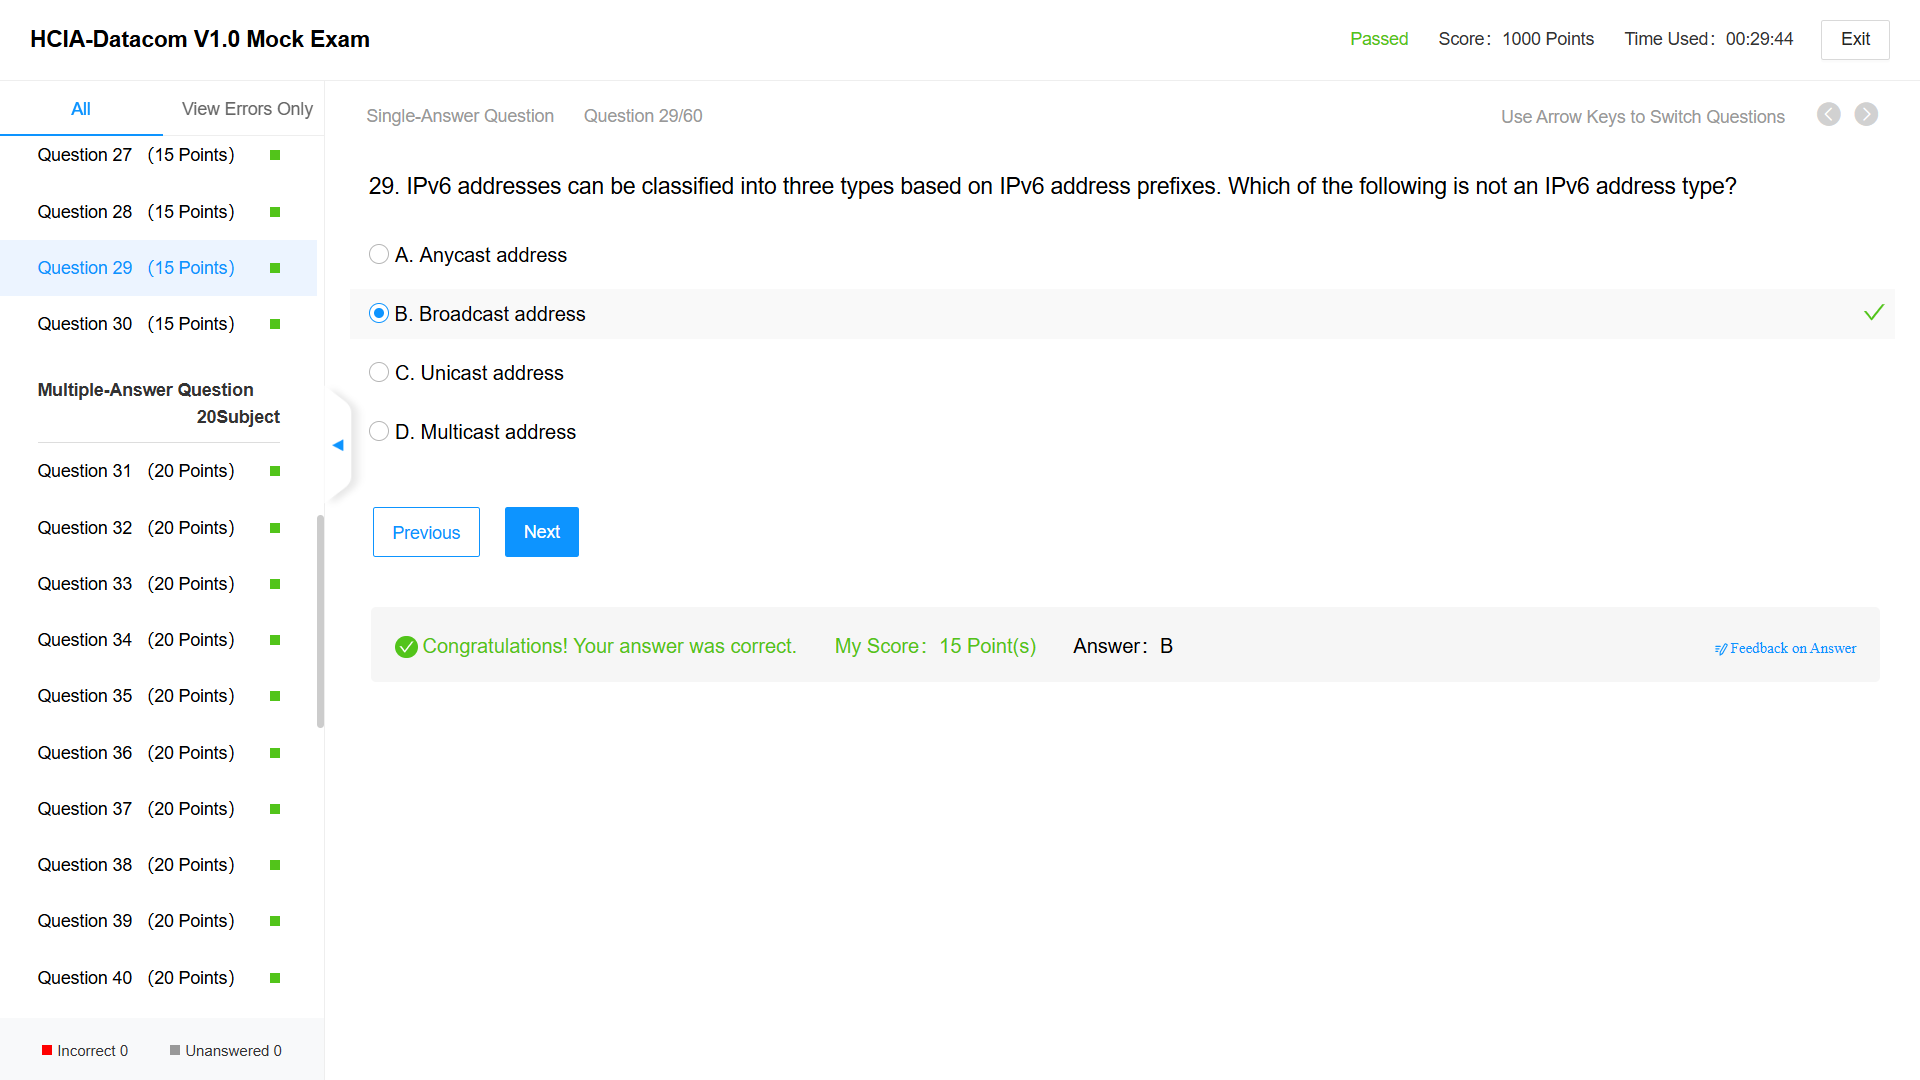 HCIA-Datacom V1.0 Mock Exam
Passed Score: 1000 Points Time Used: 00:29:44 Exit
All View Errors Only
Question 27 (15 Points)
Question 28 (15 Points)
Question 29 (15 Points)
Question 30 (15 Points)
Multiple-Answer Question
20Subject
Question 31 (20 Points)
Question 32 (20 Points)
Question 33 (20 Points)
Question 34 (20 Points)
Question 35 (20 Points)
Question 36 (20 Points)
Question 37 (20 Points)
Question 38 (20 Points)
Question 39 (20 Points)
Question 40 (20 Points)
Incorrect 0 Unanswered 0
Single-Answer Question Question 29/60 Use Arrow Keys to Switch Questions
29. IPv6 addresses can be classified into three types based on IPv6 address prefixes. Which of the following is not an IPv6 address type?
A. Anycast address
B. Broadcast address
C. Unicast address
D. Multicast address
Previous Next
Congratulations! Your answer was correct. My Score: 15 Point(s) Answer: B Feedback on Answer